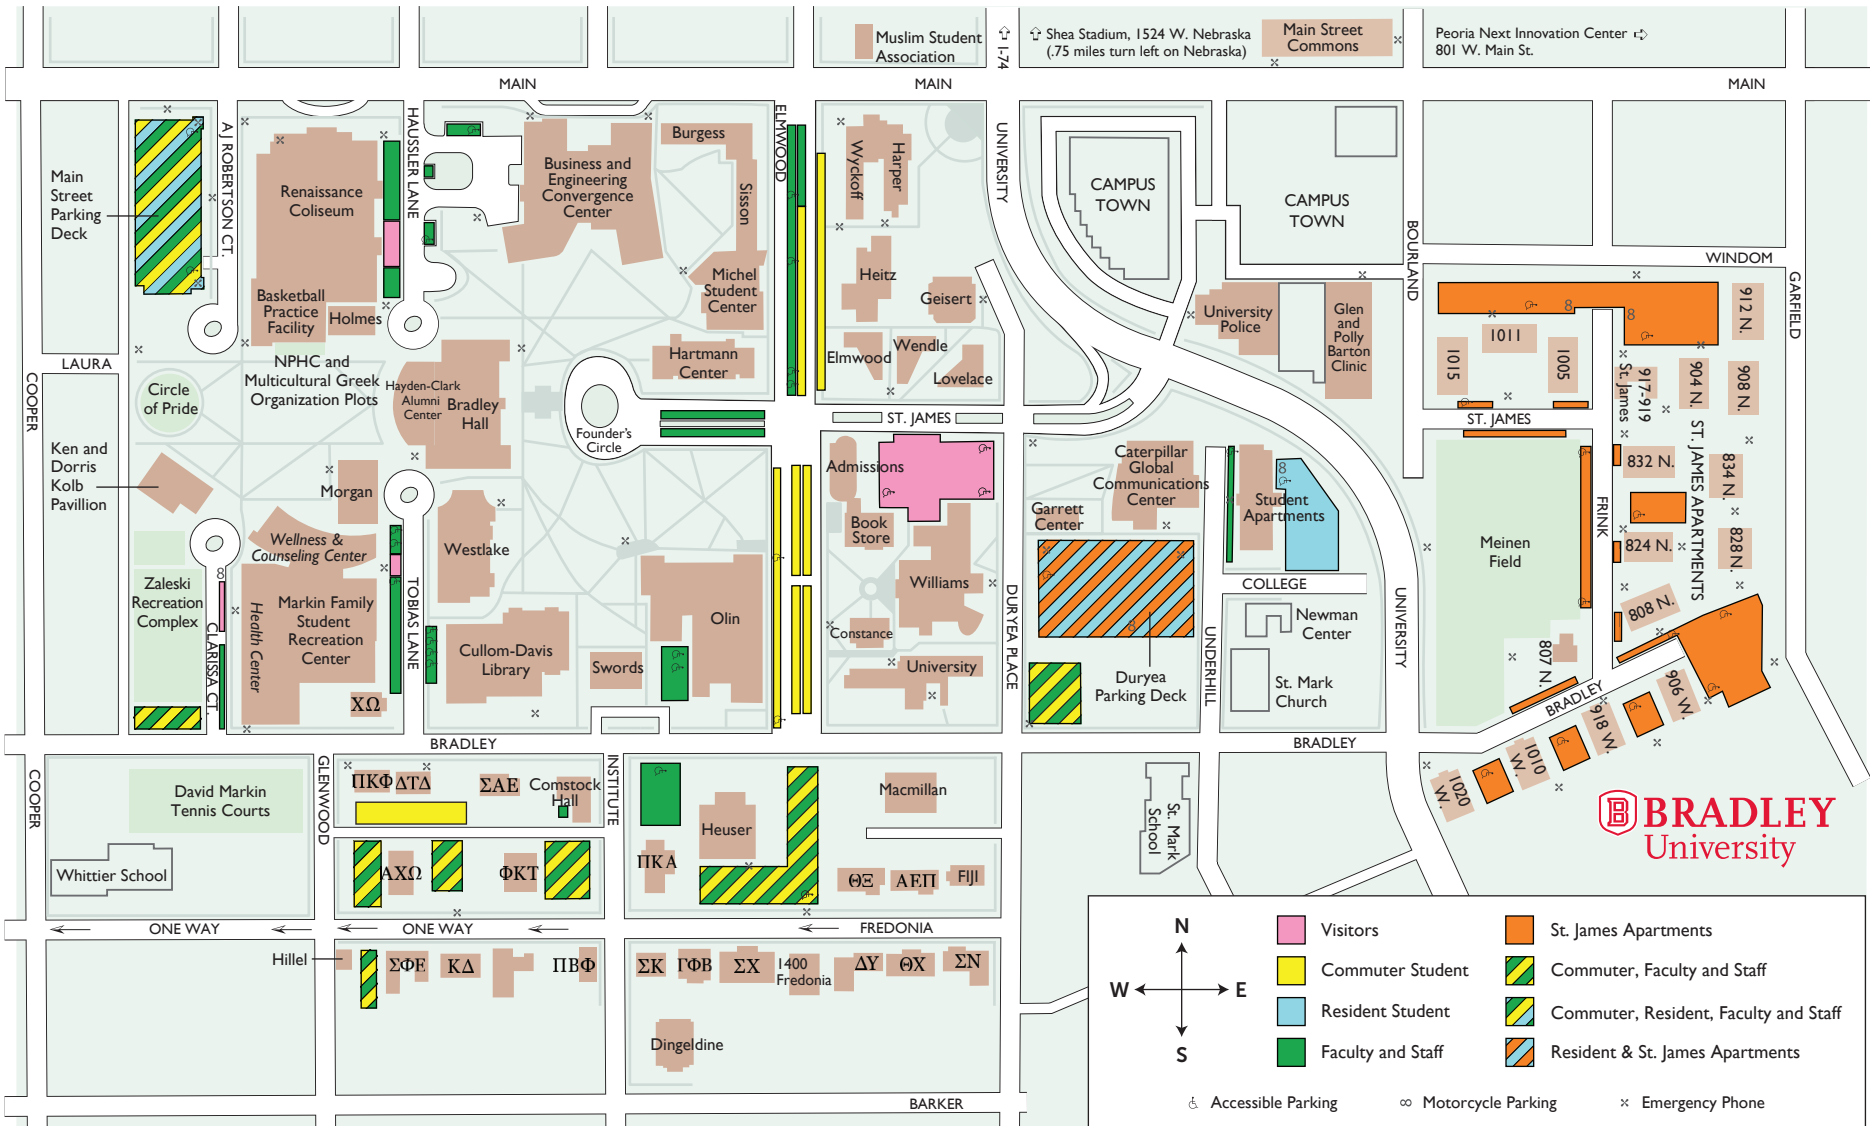 Muslim Student
Association
I-74
Shea Stadium, 1524 W. Nebraska
(.75 miles turn left on Nebraska)
Main Street
Commons
Peoria Next Innovation Center
801 W. Main St.
MAIN
MAIN
MAIN
Main
Street
Parking
Deck
AJ ROBERTSON CT.
Renaissance
Coliseum
HAUSSLER LANE
Business and
Engineering
Convergence
Center
Burgess
Sisson
ELMWOOD
Wyckoff
Harper
UNIVERSITY
CAMPUS
TOWN
CAMPUS
TOWN
BOURLAND
WINDOM
GARFIELD
Basketball
Practice
Facility
Holmes
Michel
Student
Center
Heitz
Geisert
University
Police
Glen
and
Polly
Barton
Clinic
1011
1015
1005
912 N.
908 N.
904 N.
917-919
St. James
LAURA
COOPER
Circle
of Pride
NPHC and
Multicultural Greek
Organization Plots
Hayden-Clark
Alumni
Center
Bradley
Hall
Founder's
Circle
Hartmann
Center
Elmwood
Wendle
Lovelace
ST. JAMES
ST. JAMES
Ken and
Dorris
Kolb
Pavillion
Morgan
Wellness &
Counseling Center
Westlake
Admissions
Book
Store
Williams
Caterpillar
Global
Communications
Center
Garrett
Center
Student
Apartments
Meinen
Field
FRINK
832 N.
834 N.
824 N.
828 N.
808 N.
807 N.
ST. JAMES APARTMENTS
Zaleski
Recreation
Complex
CLARISSA CT.
Health Center
Markin Family
Student
Recreation
Center
TOBIAS LANE
ΧΩ
Cullom-Davis
Library
Swords
Olin
Constance
University
DURYEA PLACE
Duryea
Parking Deck
UNDERHILL
COLLEGE
Newman
Center
St. Mark
Church
UNIVERSITY
BRADLEY
BRADLEY
BRADLEY
906 W.
918 W.
1010
W.
1020
W.
COOPER
David Markin
Tennis Courts
Whittier School
GLENWOOD
ΠΚΦ
ΔΤΔ
ΣΑΕ
Comstock
Hall
INSTITUTE
Heuser
Macmillan
St. Mark
School
ΑΧΩ
ΦΚΤ
ΠΚΑ
ΘΞ
ΑΕΠ
FIJI
ONE WAY
ONE WAY
FREDONIA
Hillel
ΣΦΕ
ΚΔ
ΠΒΦ
ΣΚ
ΓΦΒ
ΣΧ
1400
Fredonia
ΔΥ
ΘΧ
ΣΝ
Dingeldine
BARKER
BRADLEY
University
N
W
E
S
Visitors
Commuter Student
Resident Student
Faculty and Staff
St. James Apartments
Commuter, Faculty and Staff
Commuter, Resident, Faculty and Staff
Resident & St. James Apartments
Accessible Parking
Motorcycle Parking
Emergency Phone